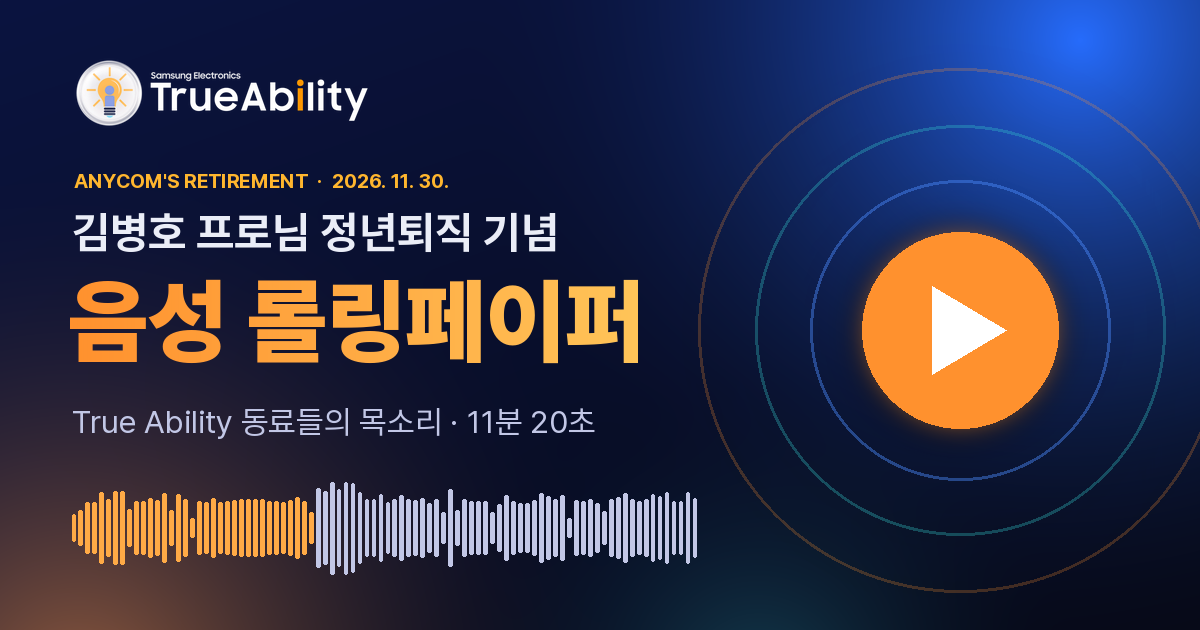 Samsung Electronics
TrueAbility
ANYCOM'S RETIREMENT · 2026. 11. 30.
김병호 프로님 정년퇴직 기념
음성 롤링페이퍼
True Ability 동료들의 목소리 · 11분 20초